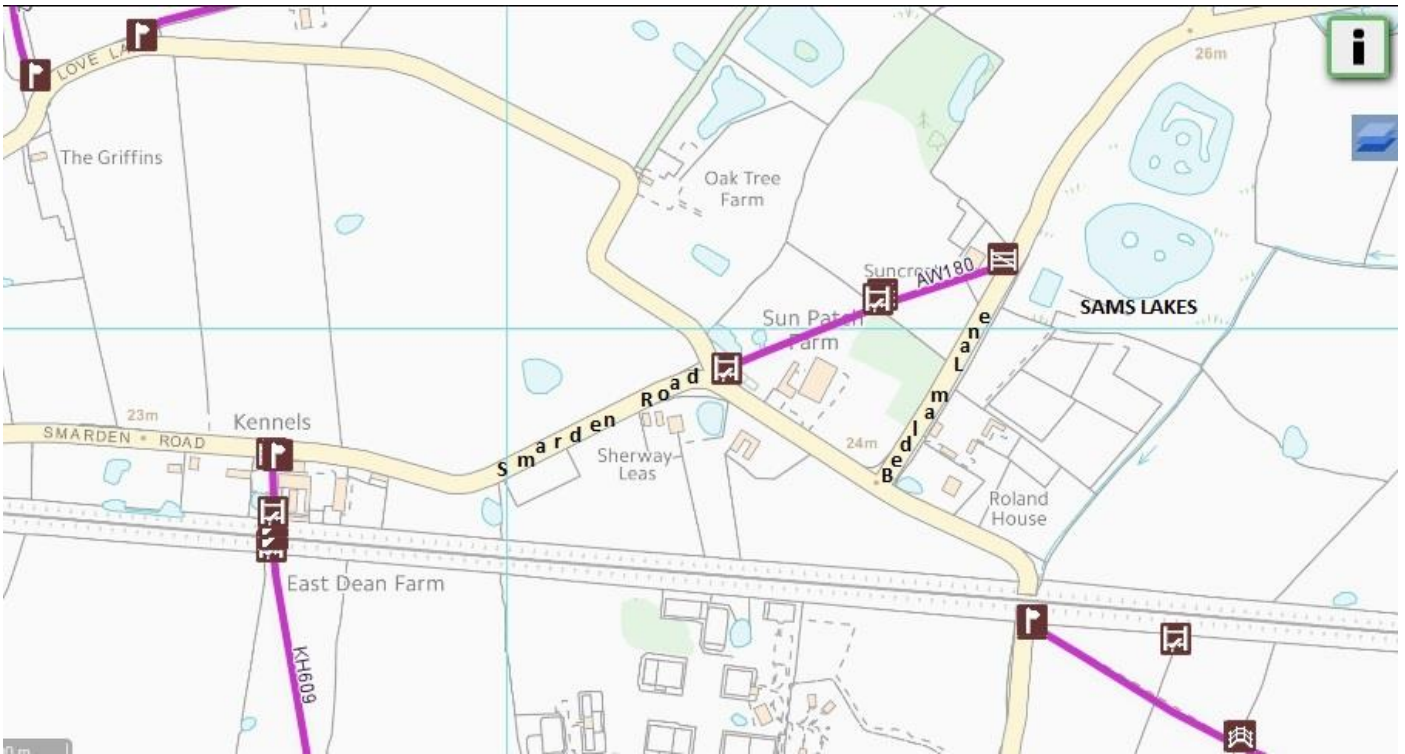 LOVE LA
26m
i
The Griffins
Oak Tree
Farm
AW180
SAMS LAKES
Sun Patch
Farm
Bedlam Lane
Smarden Road
23m
SMARDEN ROAD
Kennels
24m
Sherway
Leas
Roland
House
East Dean Farm
KH609
0 m